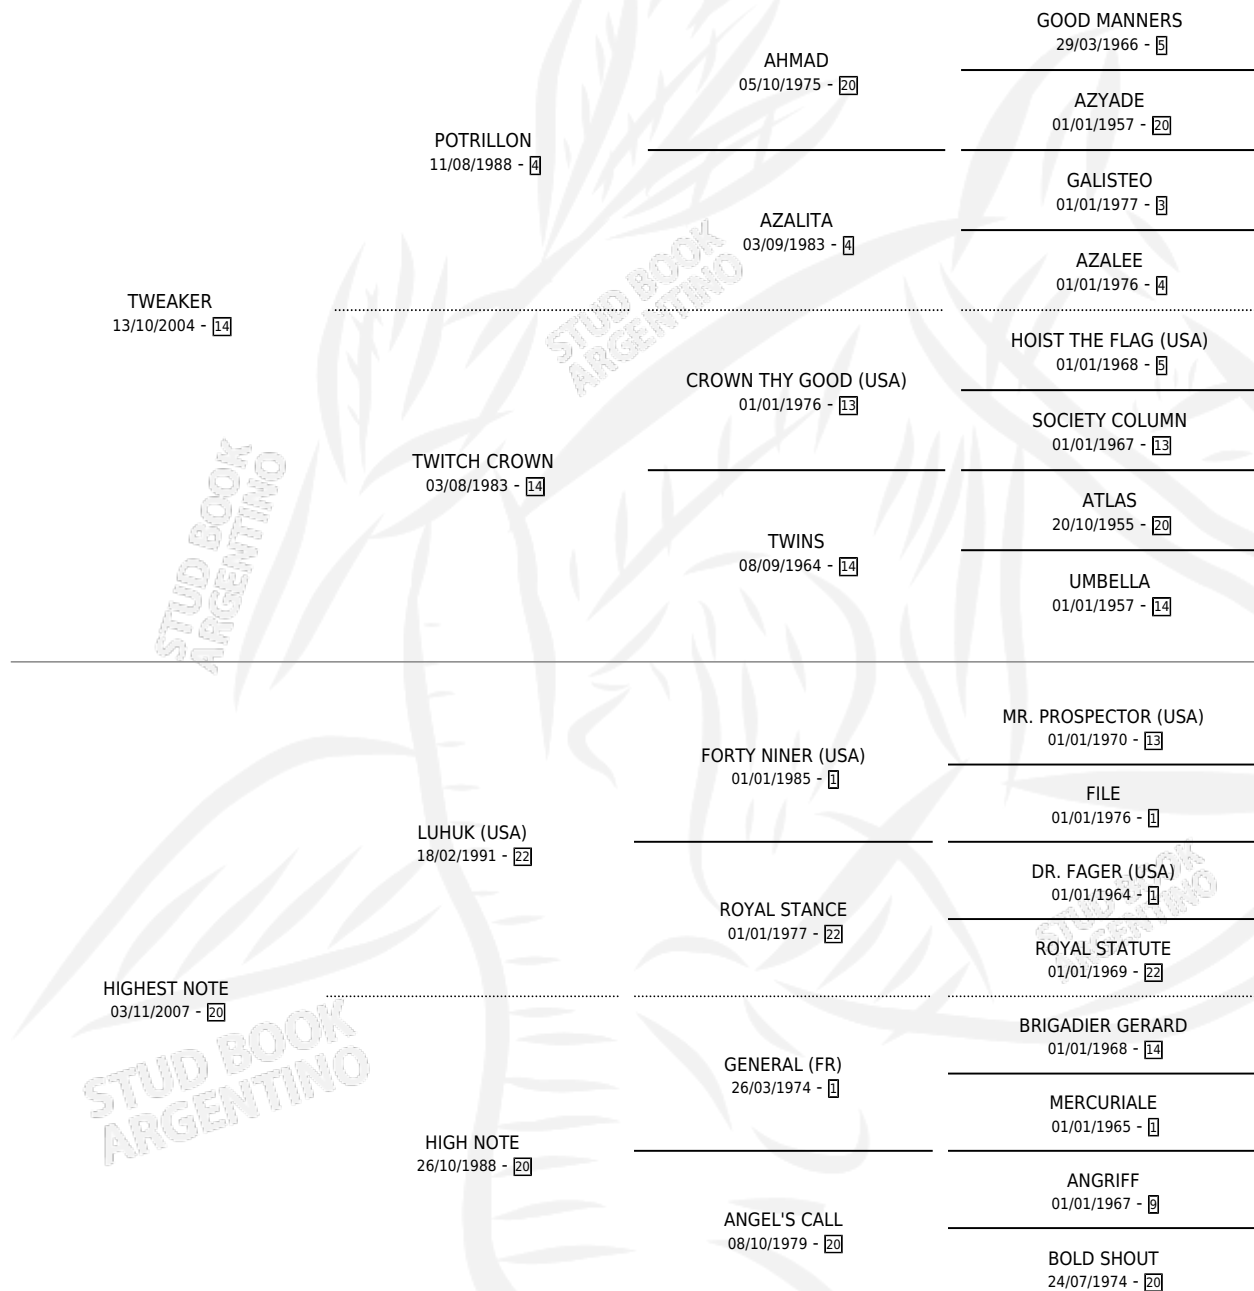 GOOD MANNERS
29/03/1966 - 5
AHMAD
05/10/1975 - 20
AZYADE
01/01/1957 - 20
POTRILLON
11/08/1988 - 4
GALISTEO
01/01/1977 - 3
AZALITA
03/09/1983 - 4
AZALEE
01/01/1976 - 4
TWEAKER
13/10/2004 - 14
HOIST THE FLAG (USA)
01/01/1968 - 5
CROWN THY GOOD (USA)
01/01/1976 - 13
SOCIETY COLUMN
01/01/1967 - 13
TWITCH CROWN
03/08/1983 - 14
ATLAS
20/10/1955 - 20
TWINS
08/09/1964 - 14
UMBELLA
01/01/1957 - 14
MR. PROSPECTOR (USA)
01/01/1970 - 13
FORTY NINER (USA)
01/01/1985 - 1
FILE
01/01/1976 - 1
LUHUK (USA)
18/02/1991 - 22
DR. FAGER (USA)
01/01/1964 - 1
ROYAL STANCE
01/01/1977 - 22
ROYAL STATUTE
01/01/1969 - 22
HIGHEST NOTE
03/11/2007 - 20
BRIGADIER GERARD
01/01/1968 - 14
GENERAL (FR)
26/03/1974 - 1
MERCURIALE
01/01/1965 - 1
HIGH NOTE
26/10/1988 - 20
ANGRIFF
01/01/1967 - 9
ANGEL'S CALL
08/10/1979 - 20
BOLD SHOUT
24/07/1974 - 20
STUD BOOK
ARGENTINO
STUD BOOK
ARGENTINO
STUD BOOK
ARGENTINO
STUD BOOK
ARGENTINO